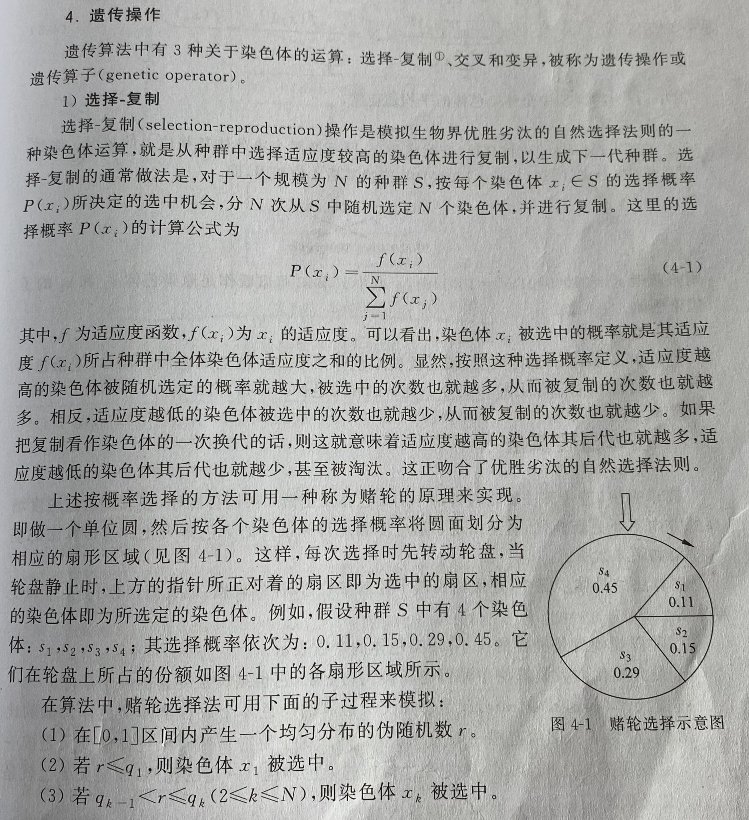 4. 遗传操作
遗传算法中有 3 种关于染色体的运算：选择-复制①、交叉和变异，被称为遗传操作或
遗传算子(genetic operator)。
1) 选择-复制
选择-复制(selection-reproduction)操作是模拟生物界优胜劣汰的自然选择法则的一
种染色体运算，就是从种群中选择适应度较高的染色体进行复制，以生成下一代种群。选
择-复制的通常做法是，对于一个规模为 N 的种群 S，按每个染色体 xᵢ∈S 的选择概率
P(xᵢ)所决定的选中机会，分 N 次从 S 中随机选定 N 个染色体，并进行复制。这里的选
择概率 P(xᵢ)的计算公式为
P(xᵢ) = f(xᵢ) / ∑_{j=1}^{N} f(xⱼ) (4-1)
其中，f 为适应度函数，f(xᵢ)为 xᵢ 的适应度。可以看出，染色体 xᵢ 被选中的概率就是其适应
度 f(xᵢ)所占种群中全体染色体适应度之和的比例。显然，按照这种选择概率定义，适应度越
高的染色体被随机选定的概率就越大，被选中的次数也就越多，从而被复制的次数也就越
多。相反，适应度越低的染色体被选中的次数也就越少，从而被复制的次数也就越少。如果
把复制看作染色体的一次换代的话，则这就意味着适应度越高的染色体其后代也就越多，适
应度越低的染色体其后代也就越少，甚至被淘汰。这正吻合了优胜劣汰的自然选择法则。
上述按概率选择的方法可用一种称为赌轮的原理来实现。
即做一个单位圆，然后按各个染色体的选择概率将圆面划分为
相应的扇形区域(见图 4-1)。这样，每次选择时先转动轮盘，当
轮盘静止时，上方的指针所正对着的扇区即为选中的扇区，相应
的染色体即为所选定的染色体。例如，假设种群 S 中有 4 个染色
体：s₁,s₂,s₃,s₄；其选择概率依次为：0.11,0.15,0.29,0.45。它
们在轮盘上所占的份额如图 4-1 中的各扇形区域所示。
在算法中，赌轮选择法可用下面的子过程来模拟：
(1) 在[0,1]区间内产生一个均匀分布的伪随机数 r。
(2) 若 r≤q₁，则染色体 x₁ 被选中。
(3) 若 qₖ₋₁<r≤qₖ(2≤k≤N)，则染色体 xₖ 被选中。
s₄
0.45
s₁
0.11
s₂
0.15
s₃
0.29
图 4-1 赌轮选择示意图